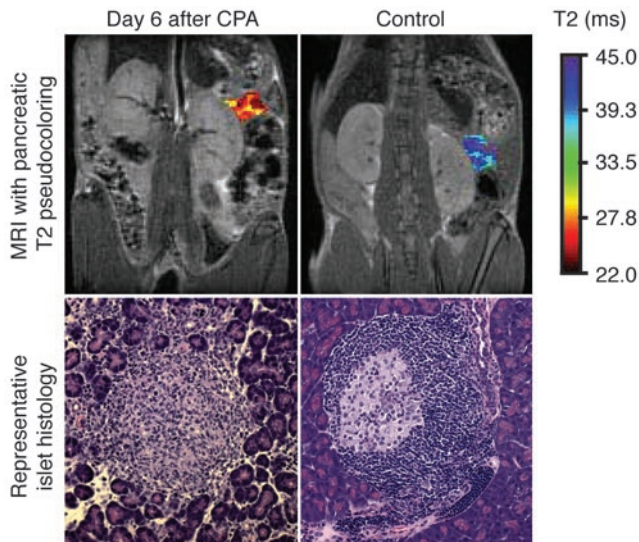 Day 6 after CPA
Control
T2 (ms)
MRI with pancreatic
T2 pseudocoloring
45.0
39.3
33.5
27.8
22.0
Representative
islet histology